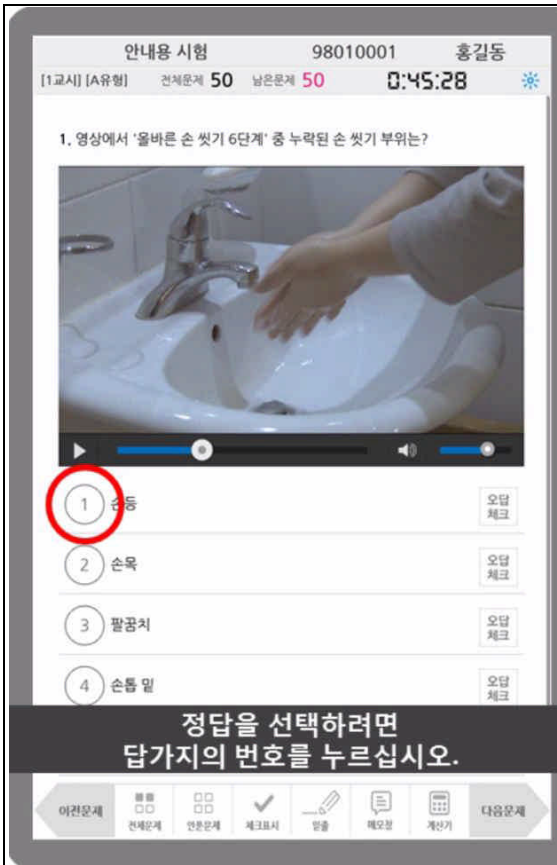 안내용 시험 98010001 홍길동
[1교시] [A유형] 전체문제 50 남은문제 50 0:45:28
1. 영상에서 '올바른 손 씻기 6단계' 중 누락된 손 씻기 부위는?
1 손등 오답 체크
2 손목 오답 체크
3 팔꿈치 오답 체크
4 손톱 밑 오답 체크
정답을 선택하려면
답가지의 번호를 누르십시오.
이전문제 전체문제 안푼문제 체크표시 밑줄 메모장 계산기 다음문제